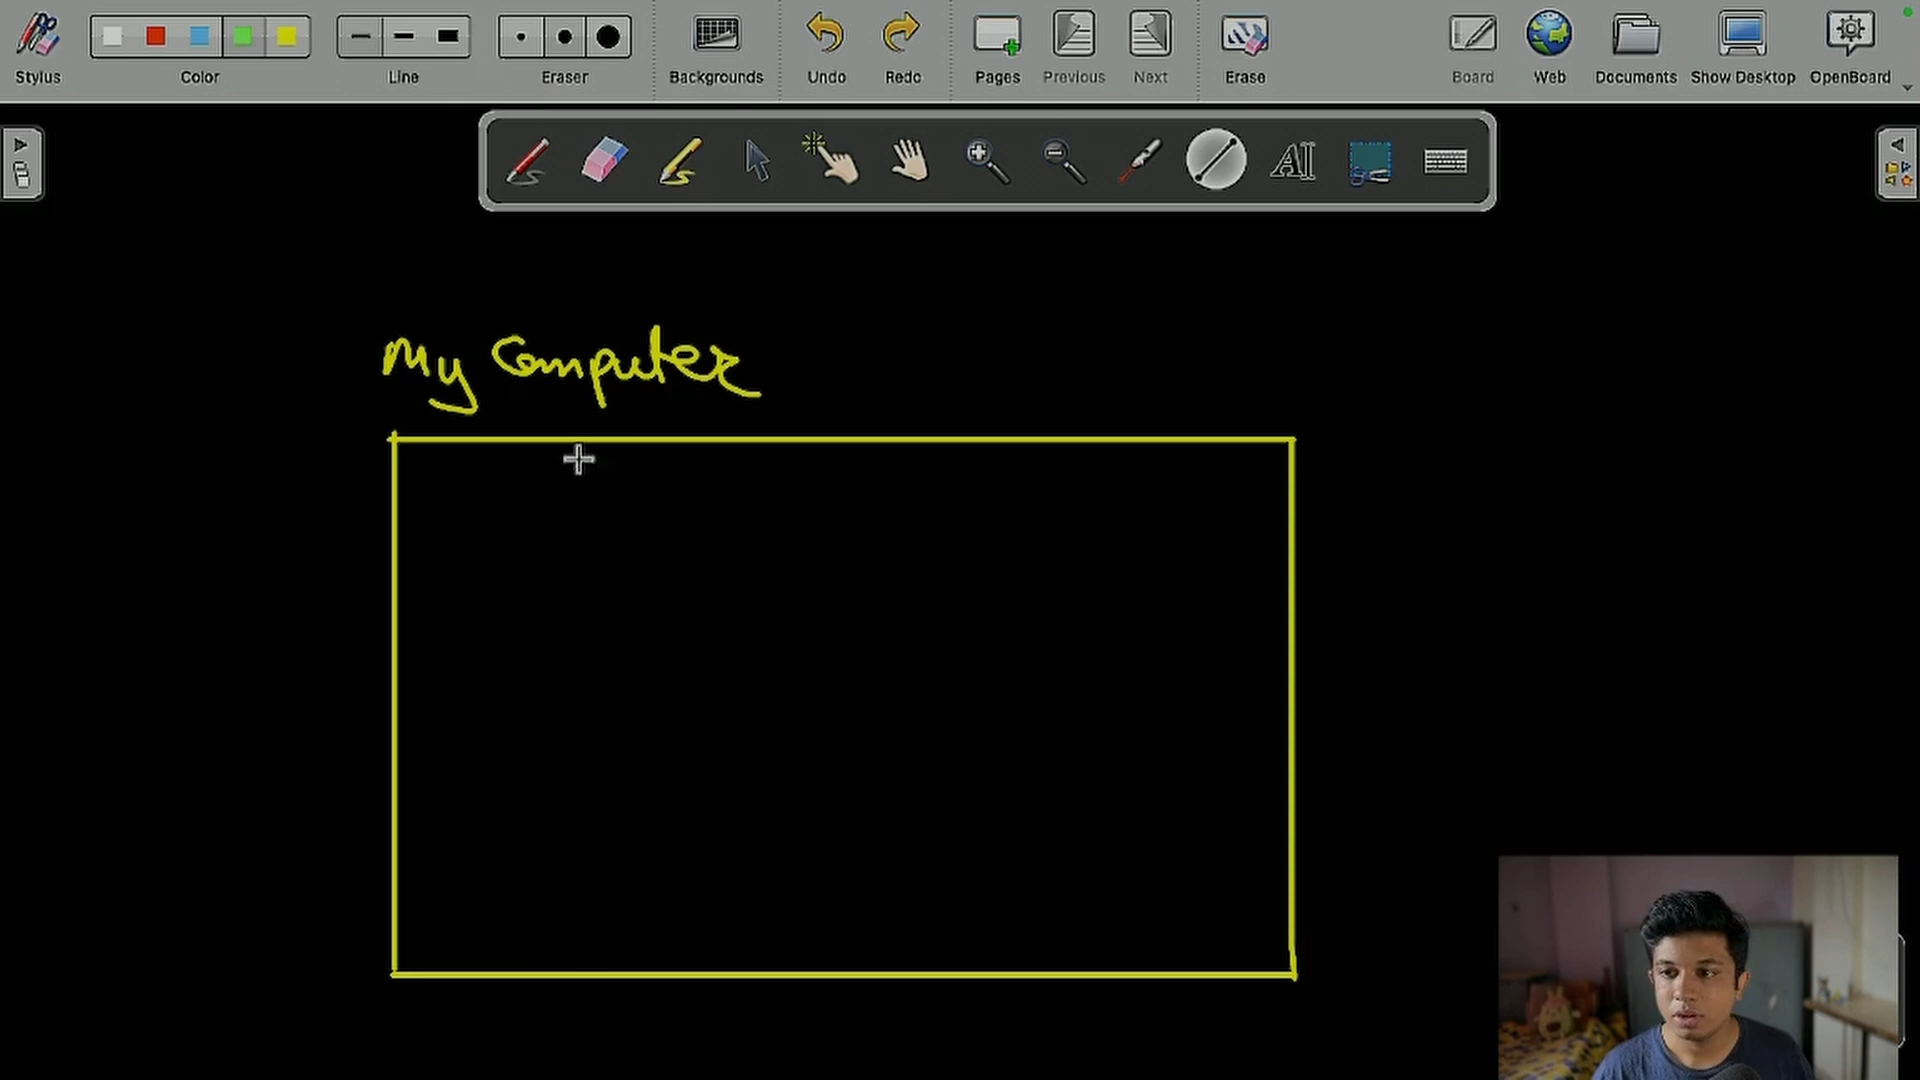 Stylus
Color
Line
Eraser
Backgrounds
Undo
Redo
Pages
Previous
Next
Erase
Board
Web
Documents
Show Desktop
OpenBoard
AI
My Computer